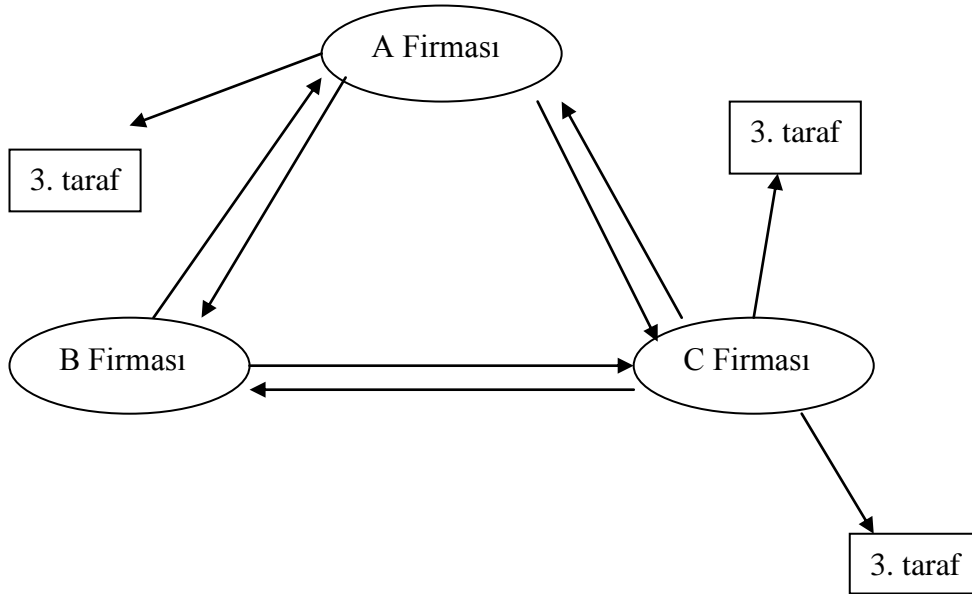 A Firması
3. taraf
3. taraf
B Firması
C Firması
3. taraf